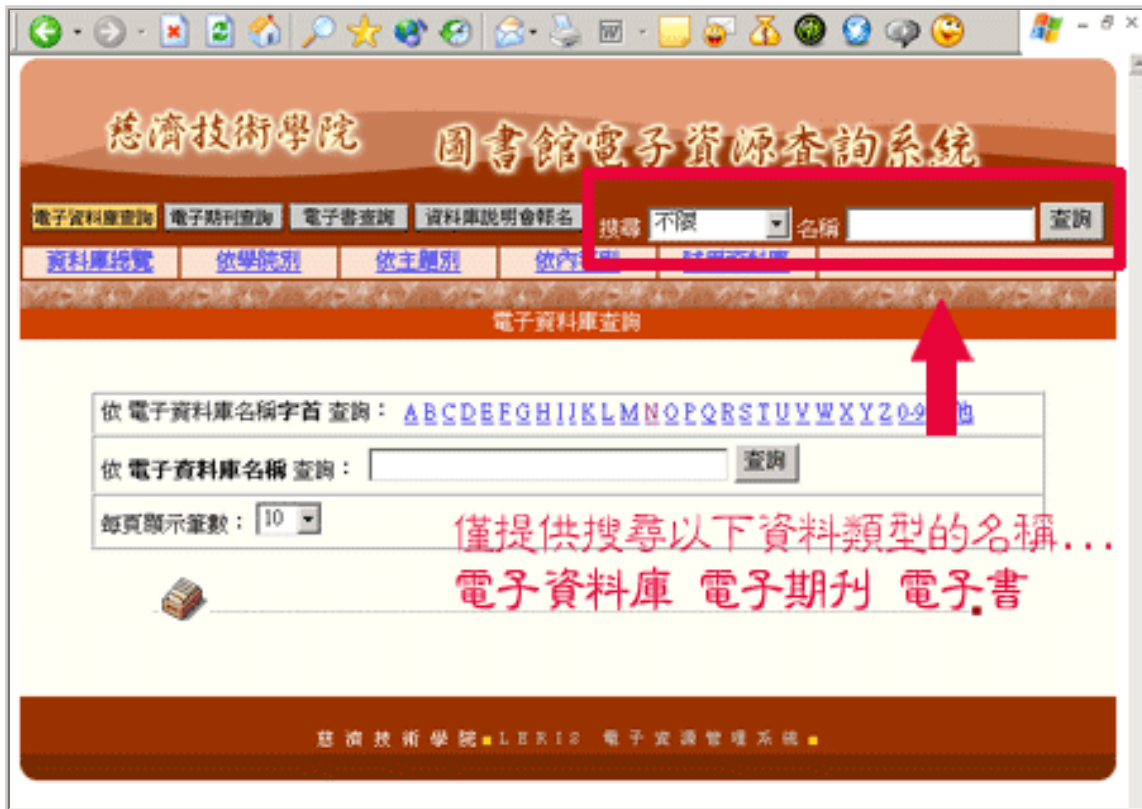 慈濟技術學院 圖書館電子資源查詢系統
電子資料庫查詢 電子期刊查詢 電子書查詢 資料庫說明會報名 搜尋 不限 名稱 查詢
資料庫總覽 依學院別 依主題別 依內
電子資料庫查詢
依 電子資料庫名稱字首 查詢： A B C D E F G H I J K L M N O P Q R S T U V W X Y Z 0-9 他
依 電子資料庫名稱 查詢： 查詢
每頁顯示筆數： 10
僅提供搜尋以下資料類型的名稱...
電子資料庫 電子期刊 電子書
慈濟技術學院■LERIS 電子資源管理系統■